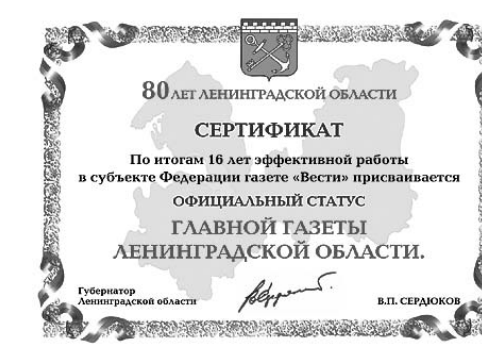 80 ЛЕТ ЛЕНИНГРАДСКОЙ ОБЛАСТИ
СЕРТИФИКАТ
По итогам 16 лет эффективной работы
в субъекте Федерации газете «Вести» присваивается
ОФИЦИАЛЬНЫЙ СТАТУС
ГЛАВНОЙ ГАЗЕТЫ
ЛЕНИНГРАДСКОЙ ОБЛАСТИ.
Губернатор
Ленинградской области
В.П. СЕРДЮКОВ